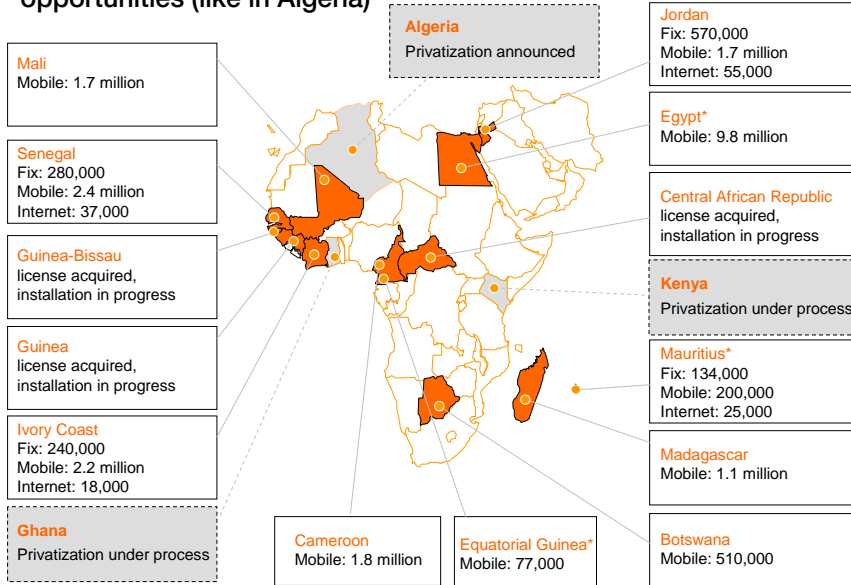 opportunities (like in Algeria)
Algeria
Privatization announced
Jordan
Fix: 570,000
Mobile: 1.7 million
Internet: 55,000
Mali
Mobile: 1.7 million
Egypt*
Mobile: 9.8 million
Senegal
Fix: 280,000
Mobile: 2.4 million
Internet: 37,000
Central African Republic
license acquired,
installation in progress
Guinea-Bissau
license acquired,
installation in progress
Kenya
Privatization under process
Guinea
license acquired,
installation in progress
Mauritius*
Fix: 134,000
Mobile: 200,000
Internet: 25,000
Ivory Coast
Fix: 240,000
Mobile: 2.2 million
Internet: 18,000
Madagascar
Mobile: 1.1 million
Ghana
Privatization under process
Cameroon
Mobile: 1.8 million
Equatorial Guinea*
Mobile: 77,000
Botswana
Mobile: 510,000